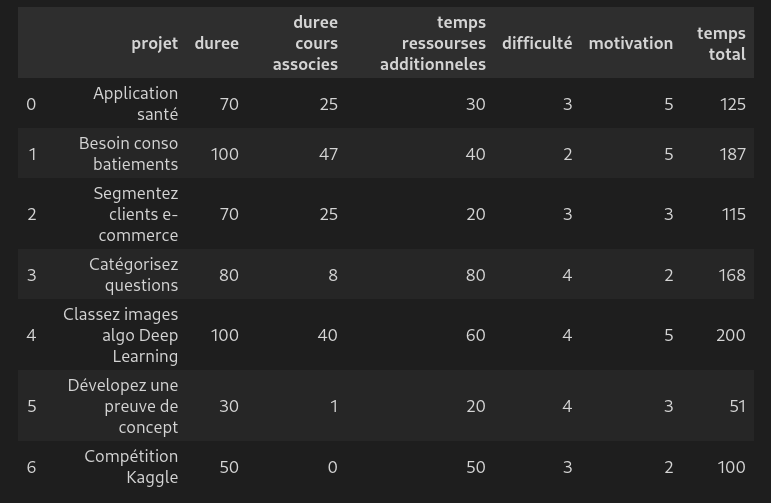 projet duree duree cours associes temps ressourses additionneles difficulté motivation temps total
0 Application santé 70 25 30 3 5 125
1 Besoin conso batiements 100 47 40 2 5 187
2 Segmentez clients e-commerce 70 25 20 3 3 115
3 Catégorisez questions 80 8 80 4 2 168
4 Classez images algo Deep Learning 100 40 60 4 5 200
5 Dévelopez une preuve de concept 30 1 20 4 3 51
6 Compétition Kaggle 50 0 50 3 2 100